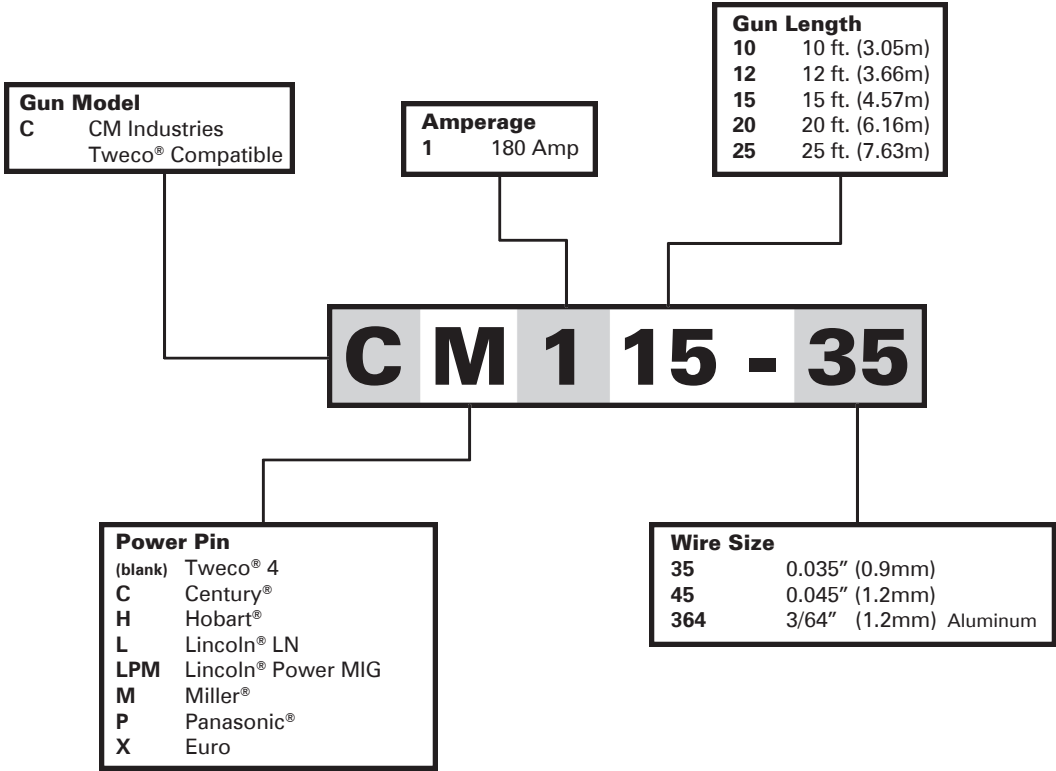 Gun Length
10 10 ft. (3.05m)
12 12 ft. (3.66m)
15 15 ft. (4.57m)
20 20 ft. (6.16m)
25 25 ft. (7.63m)
Gun Model
C CM Industries
Tweco® Compatible
Amperage
1 180 Amp
C M 1 15 - 35
Power Pin
(blank) Tweco® 4
C Century®
H Hobart®
L Lincoln® LN
LPM Lincoln® Power MIG
M Miller®
P Panasonic®
X Euro
Wire Size
35 0.035" (0.9mm)
45 0.045" (1.2mm)
364 3/64" (1.2mm) Aluminum